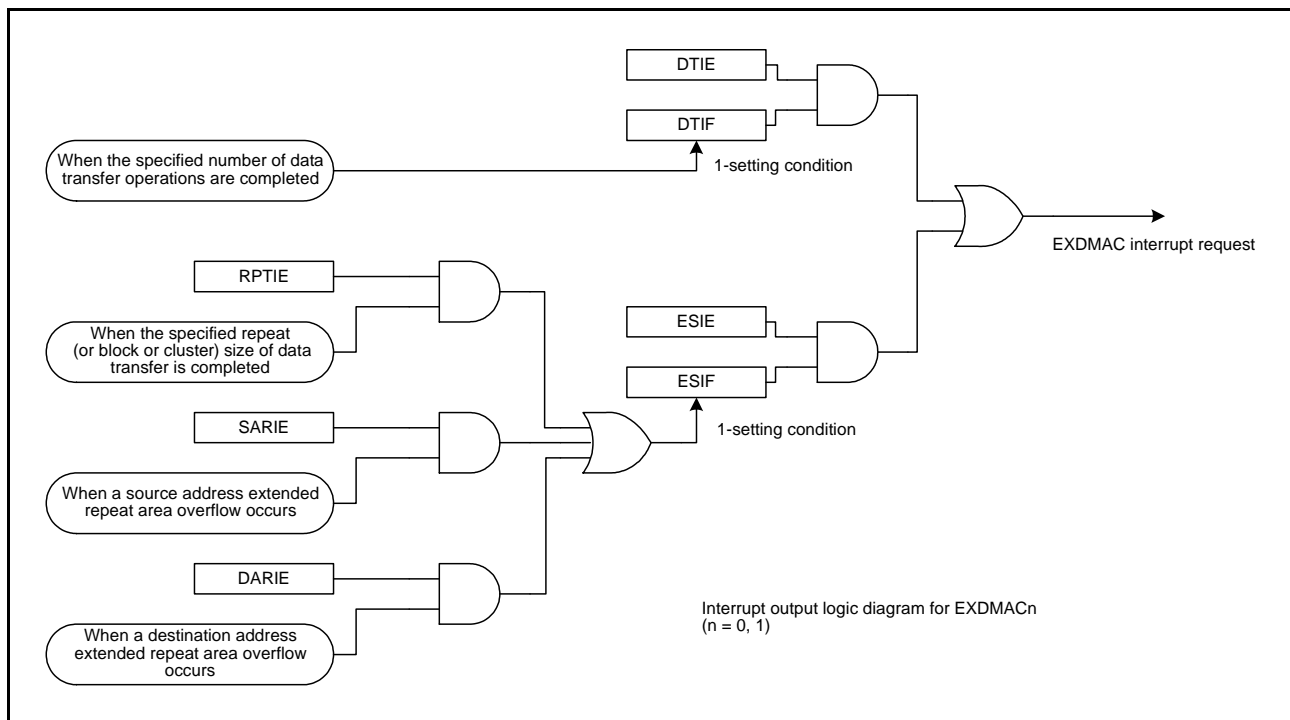 DTIE
DTIF
When the specified number of data
transfer operations are completed
1-setting condition
EXDMAC interrupt request
RPTIE
When the specified repeat
(or block or cluster) size of data
transfer is completed
ESIE
ESIF
1-setting condition
SARIE
When a source address extended
repeat area overflow occurs
DARIE
When a destination address
extended repeat area overflow
occurs
Interrupt output logic diagram for EXDMACn
(n = 0, 1)